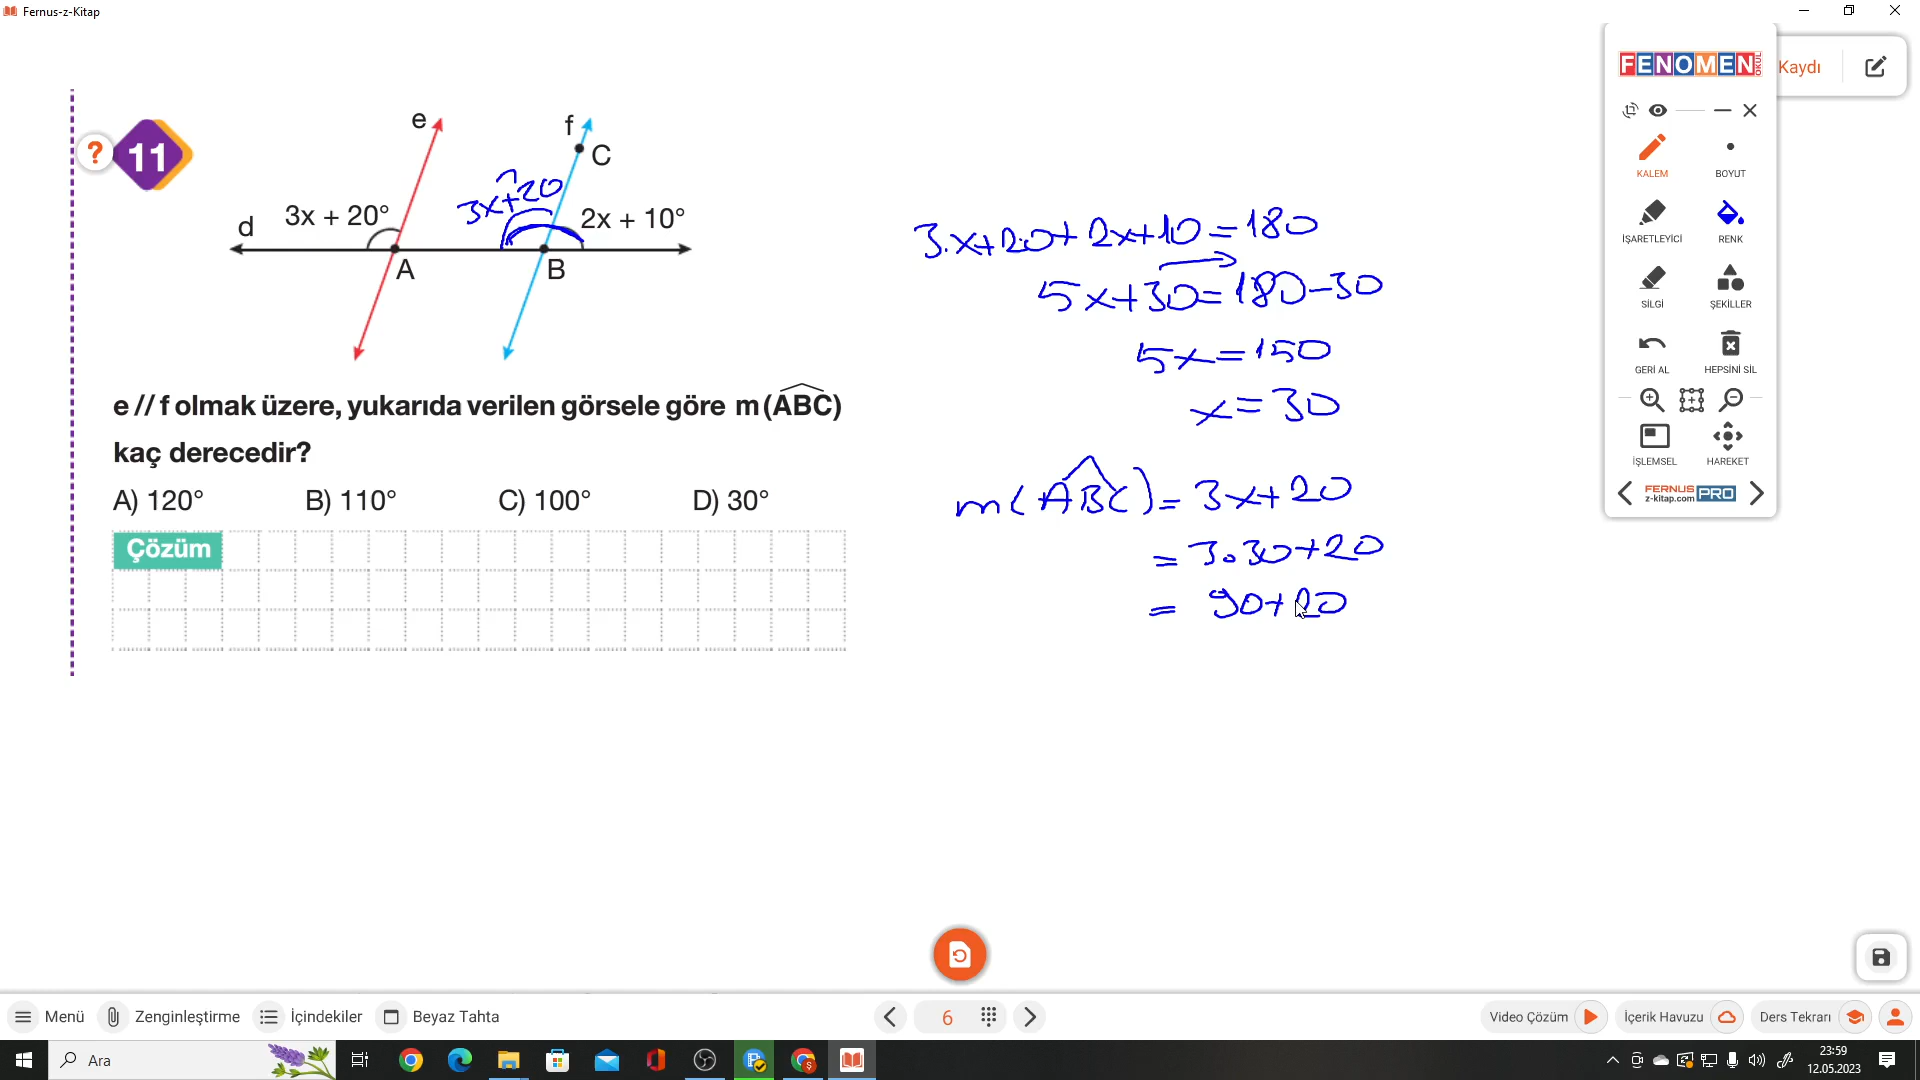 Fernus-z-Kitap
FENOMEN OKUL
Kaydı
? 11
e
f
C
d
3x + 20°
3x+20
2x + 10°
A
B
e // f olmak üzere, yukarıda verilen görsele göre m(ABC)
kaç derecedir?
A) 120° B) 110° C) 100° D) 30°
Çözüm
3.x+20+2x+10=180
5x+30=180-30
5x=150
x=30
m(ABC)=3x+20
=3.30+20
=90+20
KALEM BOYUT
İŞARETLEYİCİ RENK
SİLGİ ŞEKİLLER
GERİ AL HEPSİNİ SİL
İŞLEMSEL HAREKET
FERNUS z-kitap.com PRO
Menü Zenginleştirme İçindekiler Beyaz Tahta 6 Video Çözüm İçerik Havuzu Ders Tekrarı
Ara
23:59
12.05.2023